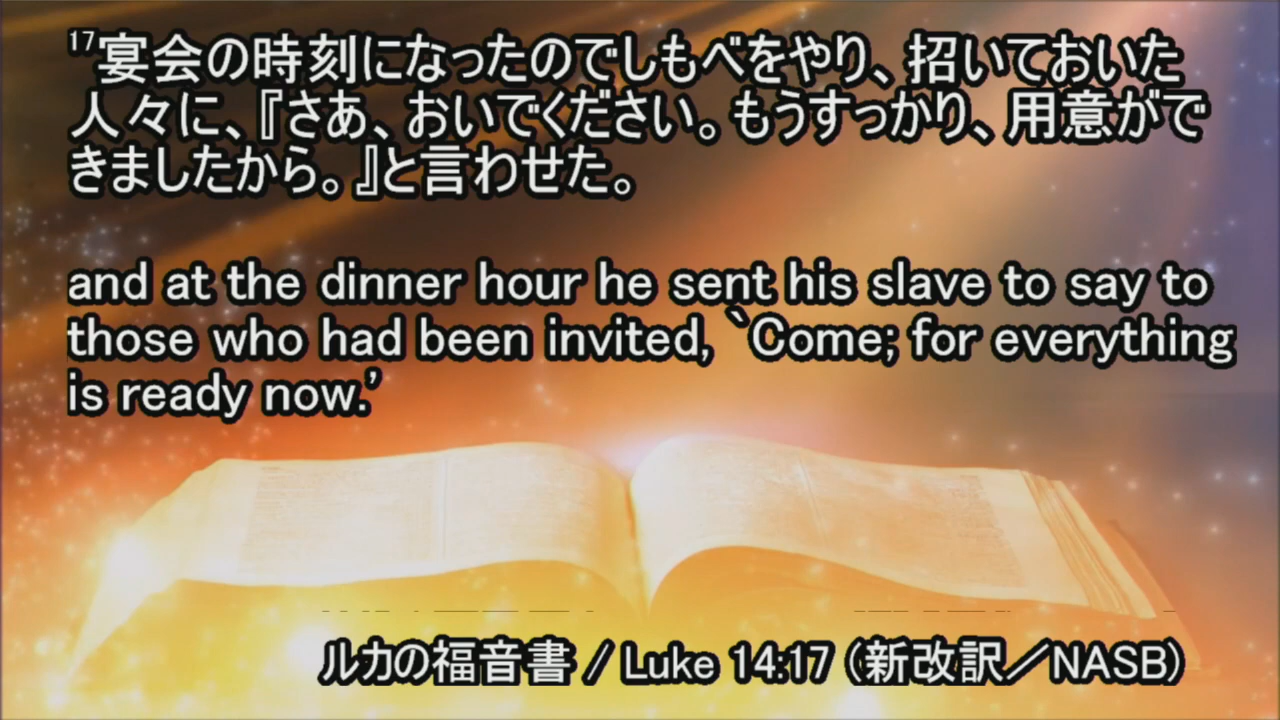 17宴会の時刻になったのでしもべをやり、招いておいた
人々に、『さあ、おいでください。もうすっかり、用意がで
きましたから。』と言わせた。
and at the dinner hour he sent his slave to say to
those who had been invited, `Come; for everything
is ready now.’
ルカの福音書 / Luke 14:17 (新改訳／NASB)